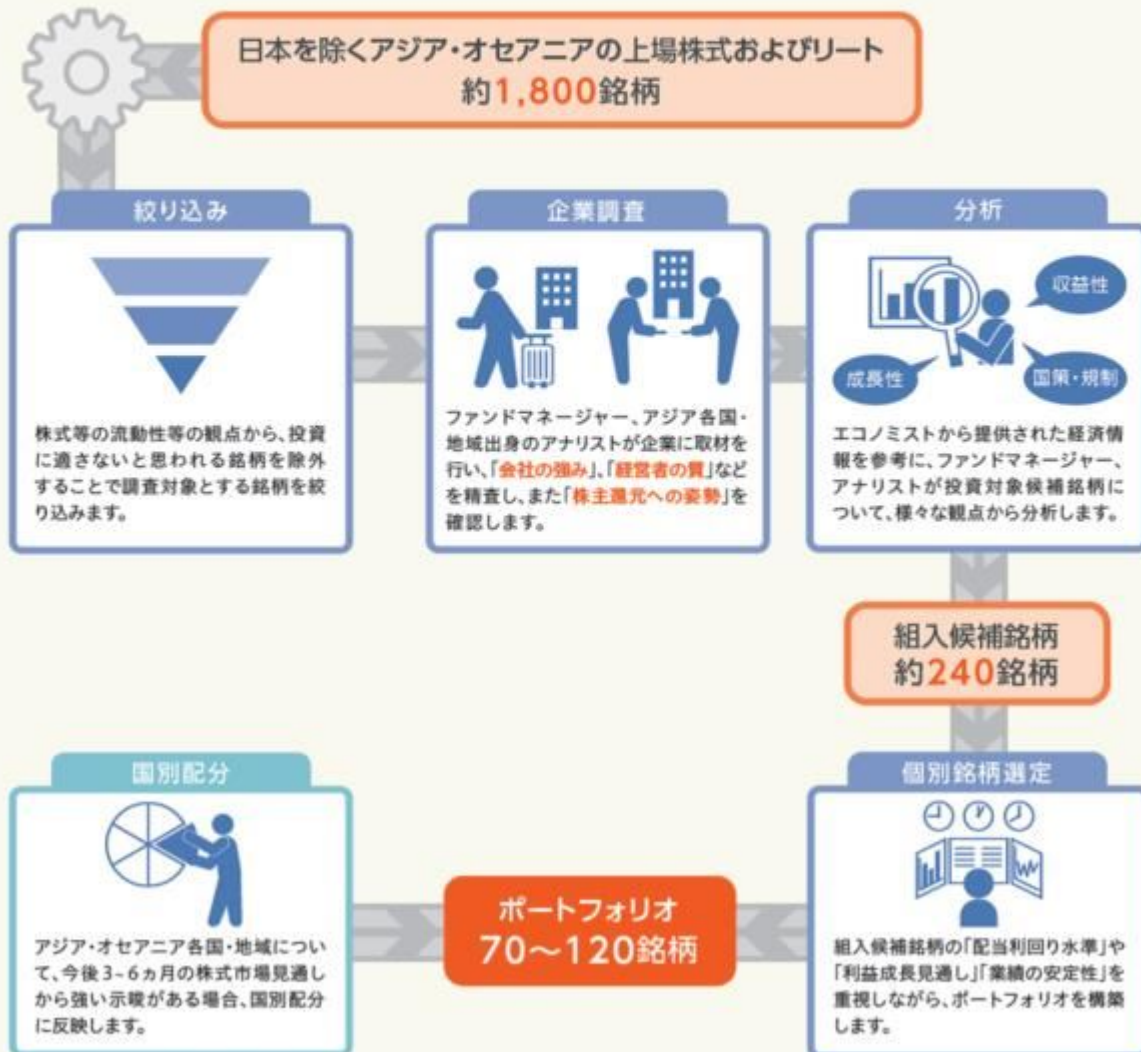 日本を除くアジア・オセアニアの上場株式およびリート
約1,800銘柄
絞り込み
株式等の流動性等の観点から、投資
に適さないと思われる銘柄を除外
することで調査対象とする銘柄を絞
り込みます。
企業調査
ファンドマネージャー、アジア各国・
地域出身のアナリストが企業に取材を
行い、「会社の強み」、「経営者の質」など
を精査し、また「株主還元への姿勢」を
確認します。
分析
収益性
成長性
国策・規制
エコノミストから提供された経済情
報を参考に、ファンドマネージャー、
アナリストが投資対象候補銘柄に
ついて、様々な観点から分析します。
組入候補銘柄
約240銘柄
個別銘柄選定
組入候補銘柄の「配当利回り水準」や
「利益成長見通し」「業績の安定性」を
重視しながら、ポートフォリオを構築
します。
ポートフォリオ
70～120銘柄
国別配分
アジア・オセアニア各国・地域につい
て、今後3～6ヵ月の株式市場見通し
から強い示唆がある場合、国別配分
に反映します。